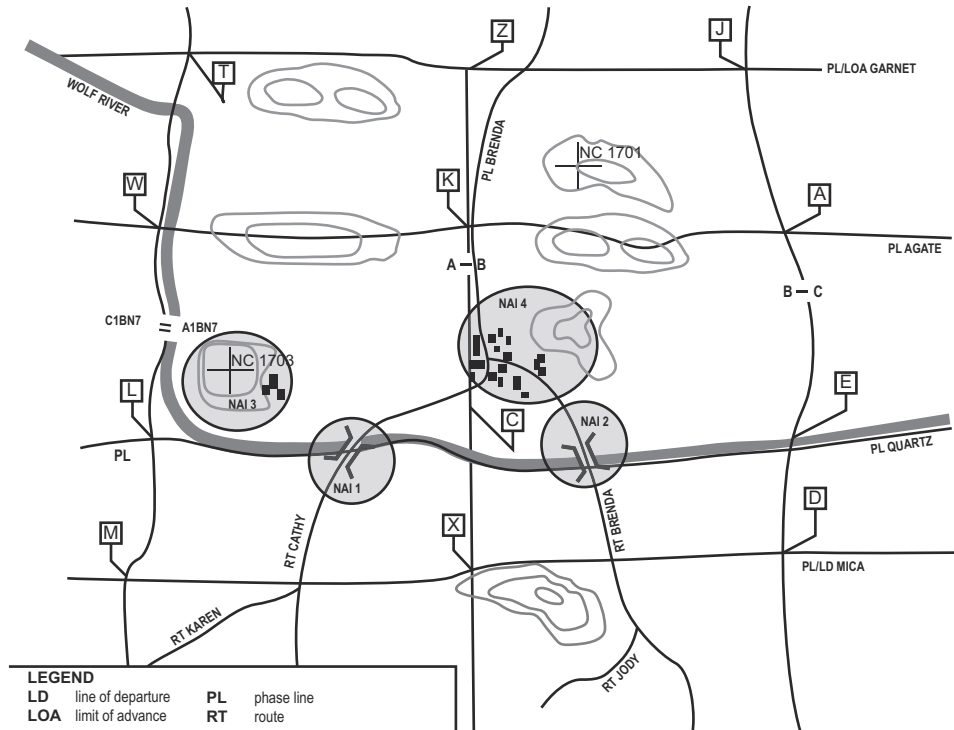 Z
J
T
PL/LOA GARNET
WOLF RIVER
PL BRENDA
NC 1701
W
K
A
PL AGATE
A B
B C
NAI 4
C1BN7
A1BN7
NC 1703
NAI 3
L
E
C
NAI 2
PL
PL QUARTZ
NAI 1
M
X
D
RT CATHY
RT BRENDA
PL/LD MICA
RT KAREN
RT JODY
LEGEND
LD line of departure PL phase line
LOA limit of advance RT route